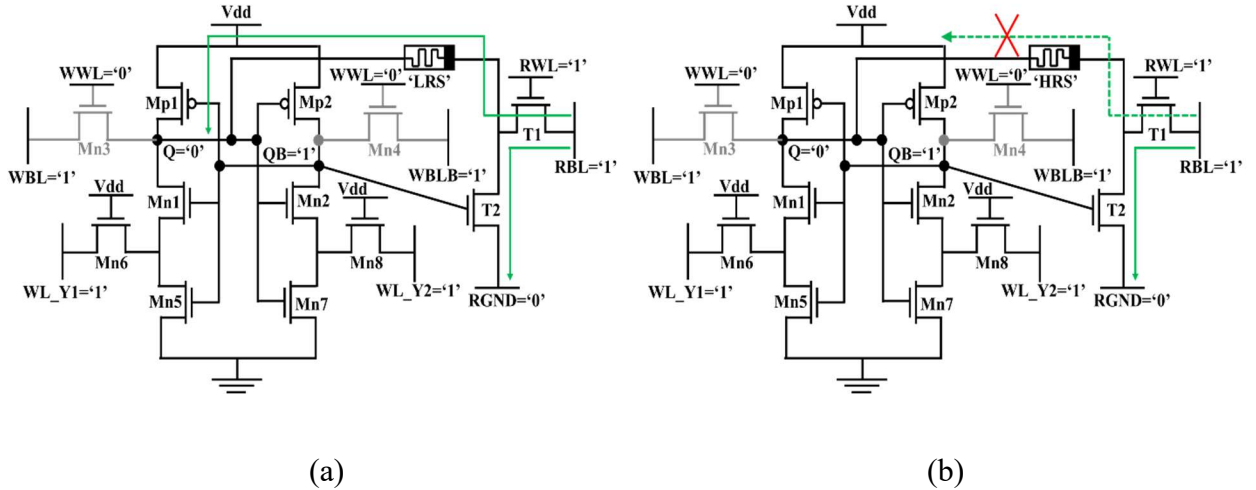 Vdd
WWL=‘0’
Mp1
Mn3
Q=‘0’
WBL=‘1’
Vdd
Mn1
Mn6
WL_Y1=‘1’
Mn5
WWL=‘0’
‘LRS’
Mp2
QB=‘1’
Mn4
WBLB=‘1’
Mn2
Vdd
Mn8
WL_Y2=‘1’
Mn7
RWL=‘1’
T1
RBL=‘1’
T2
RGND=‘0’
(a)
Vdd
WWL=‘0’
Mp1
Mn3
Q=‘0’
WBL=‘1’
Vdd
Mn1
Mn6
WL_Y1=‘1’
Mn5
WWL=‘0’
‘HRS’
Mp2
QB=‘1’
Mn4
WBLB=‘1’
Mn2
Vdd
Mn8
WL_Y2=‘1’
Mn7
RWL=‘1’
T1
RBL=‘1’
T2
RGND=‘0’
(b)